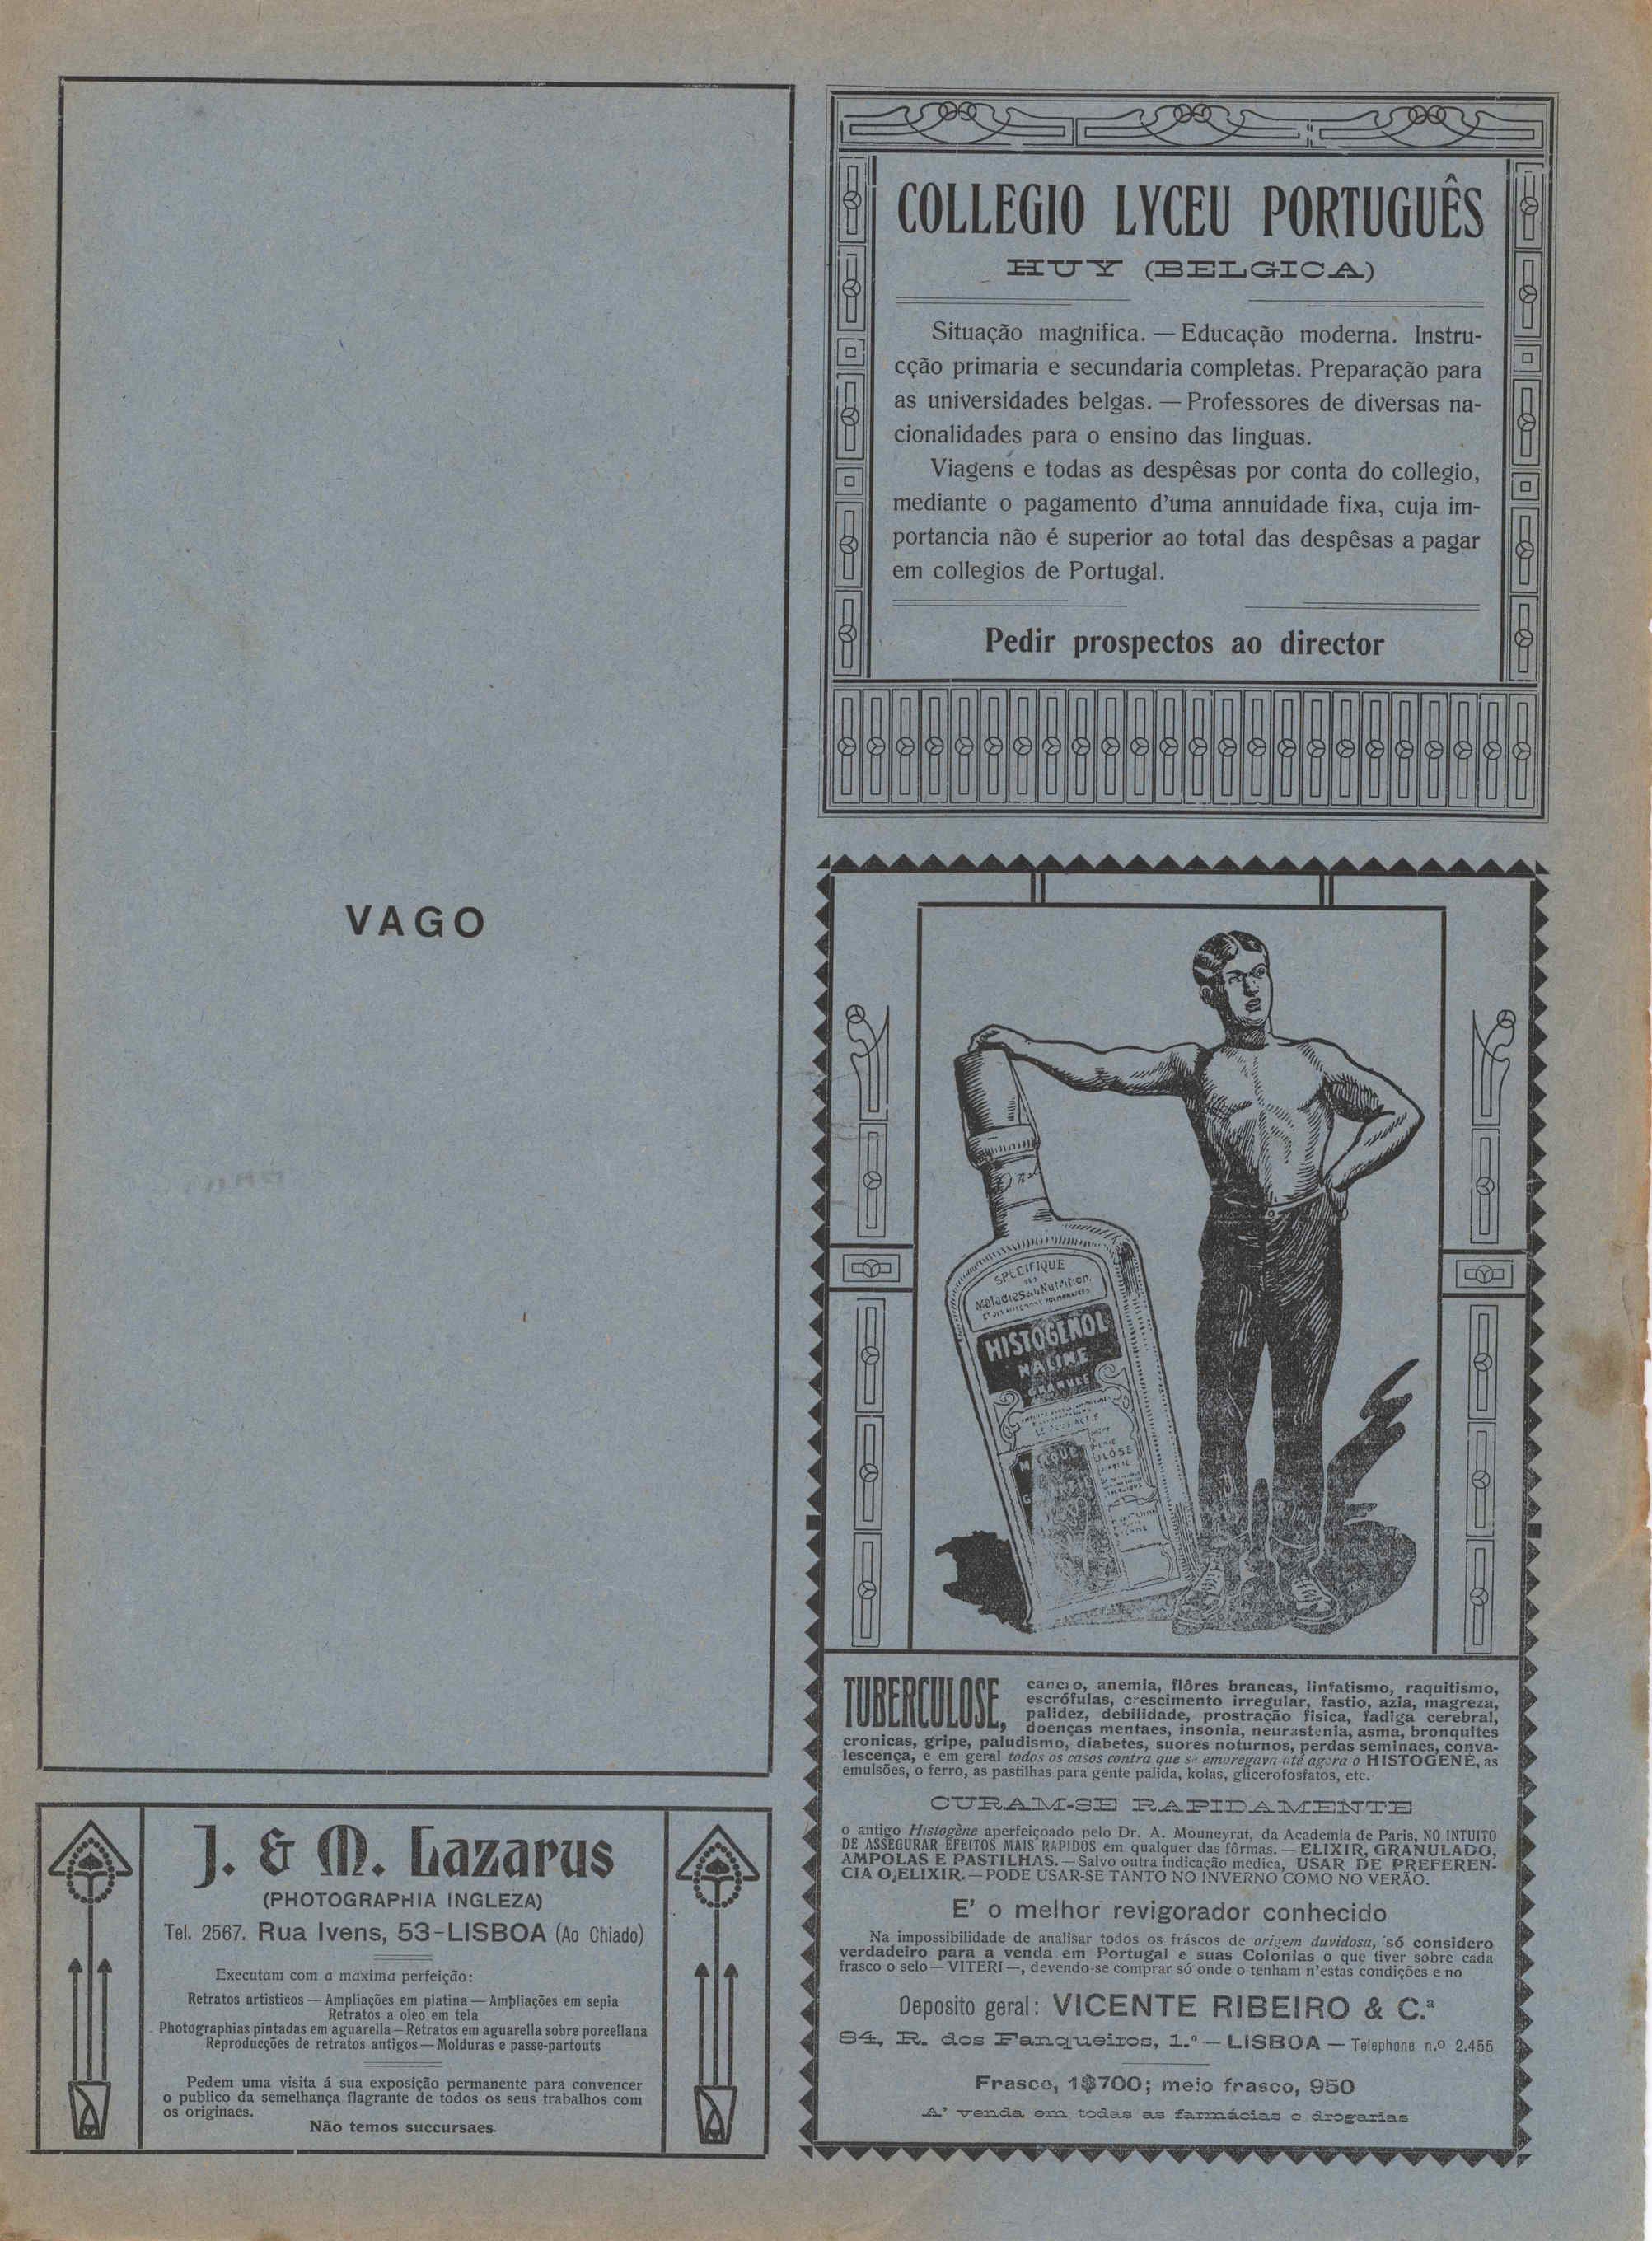 VAGO
J. & M. Lazarus
(PHOTOGRAPHIA INGLEZA)
Tel. 2567. Rua Ivens, 53-LISBOA (Ao Chiado)
Executam com a maxima perfeição:
Retratos artisticos — Ampliações em platina — Ampliações em sepia
Retratos a oleo em tela
Photographias pintadas em aguarella — Retratos em aguarella sobre porcellana
Reproducções de retratos antigos — Molduras e passe-partouts
Pedem uma visita á sua exposição permanente para convencer
o publico da semelhança flagrante de todos os seus trabalhos com
os originaes.
Não temos succursaes.
COLLEGIO LYCEU PORTUGUÊS
HUY (BELGICA)
Situação magnifica. — Educação moderna. Instru-
cção primaria e secundaria completas. Preparação para
as universidades belgas. — Professores de diversas na-
cionalidades para o ensino das linguas.
Viagens e todas as despêsas por conta do collegio,
mediante o pagamento d'uma annuidade fixa, cuja im-
portancia não é superior ao total das despêsas a pagar
em collegios de Portugal.
Pedir prospectos ao director
SPÉCIFIQUE
DES
Maladies de la Nutrition
HISTOGENOL
NALINE
GRANULÉ
TUBERCULOSE,
cancro, anemia, flôres brancas, linfatismo, raquitismo,
escrófulas, crescimento irregular, fastio, azia, magreza,
palidez, debilidade, prostração fisica, fadiga cerebral,
doenças mentaes, insonia, neurastenia, asma, bronquites
cronicas, gripe, paludismo, diabetes, suores noturnos, perdas seminaes, conva-
lescença, e em geral todos os casos contra que se empregava até agora o HISTOGENE, as
emulsões, o ferro, as pastilhas para gente palida, kolas, glicerofosfatos, etc.
CURAM-SE RAPIDAMENTE
o antigo Histogène aperfeiçoado pelo Dr. A. Mouneyrat, da Academia de Paris, NO INTUITO
DE ASSEGURAR EFEITOS MAIS RAPIDOS em qualquer das fôrmas. — ELIXIR, GRANULADO,
AMPOLAS E PASTILHAS. — Salvo outra indicação medica, USAR DE PREFEREN-
CIA O ELIXIR. — PODE USAR-SE TANTO NO INVERNO COMO NO VERÃO.
E' o melhor revigorador conhecido
Na impossibilidade de analisar todos os fráscos de origem duvidosa, só considero
verdadeiro para a venda em Portugal e suas Colonias o que tiver sobre cada
frasco o selo — VITERI —, devendo-se comprar só onde o tenham n'estas condições e no
Deposito geral: VICENTE RIBEIRO & C.ª
84, R. dos Fanqueiros, 1.º — LISBOA — Telephone n.º 2.455
Frasco, 1$700; meio frasco, 950
A' venda em todas as farmácias e drogarias